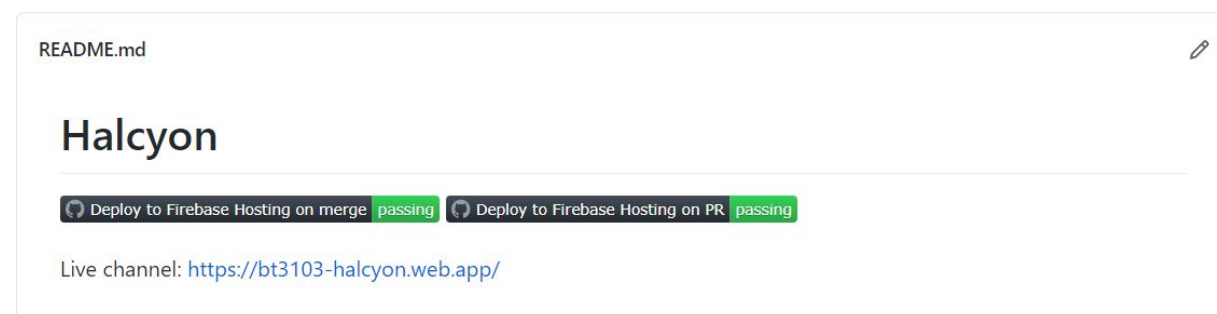 README.md
Halcyon
Deploy to Firebase Hosting on merge passing Deploy to Firebase Hosting on PR passing
Live channel: https://bt3103-halcyon.web.app/